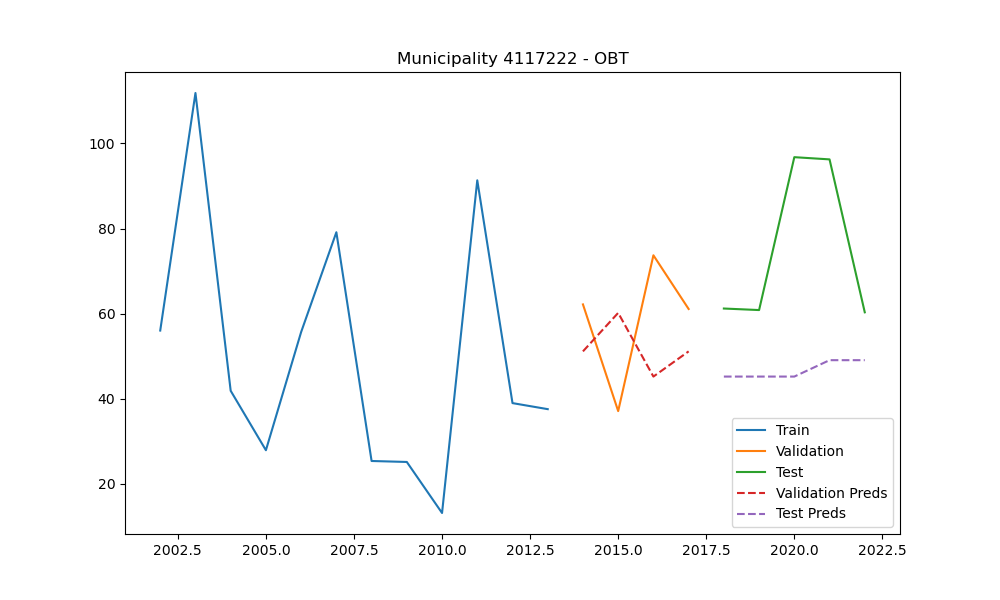 Municipality 4117222 - OBT
100
80
60
40
20
2002.5 2005.0 2007.5 2010.0 2012.5 2015.0 2017.5 2020.0 2022.5
Train
Validation
Test
Validation Preds
Test Preds